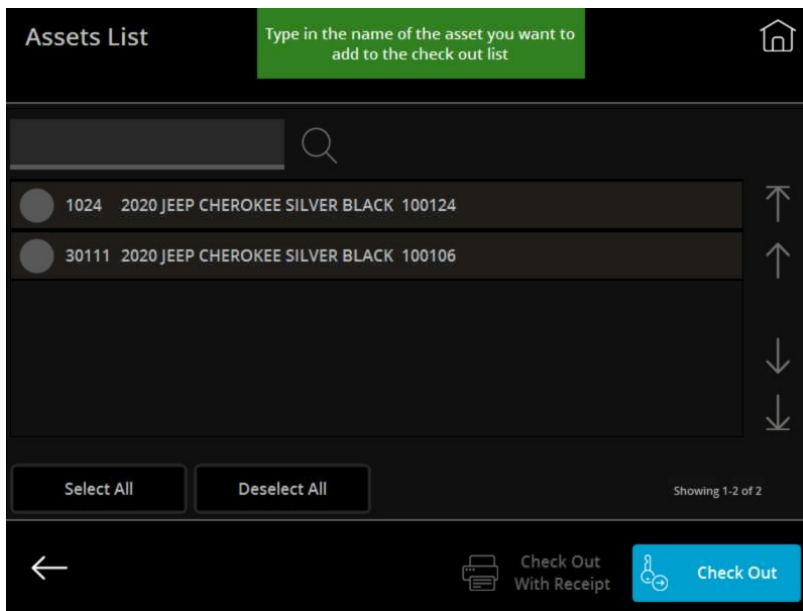 Assets List
Type in the name of the asset you want to
add to the check out list
1024 2020 JEEP CHEROKEE SILVER BLACK 100124
30111 2020 JEEP CHEROKEE SILVER BLACK 100106
Select All
Deselect All
Showing 1-2 of 2
Check Out
With Receipt
Check Out